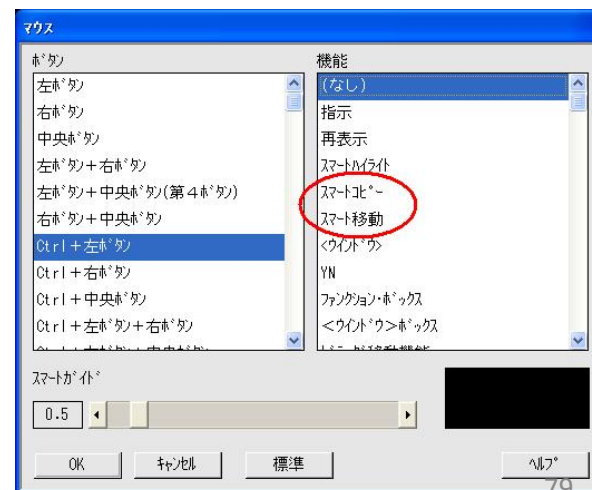 マウス
ﾎﾞﾀﾝ
左ﾎﾞﾀﾝ
右ﾎﾞﾀﾝ
中央ﾎﾞﾀﾝ
左ﾎﾞﾀﾝ+右ﾎﾞﾀﾝ
左ﾎﾞﾀﾝ+中央ﾎﾞﾀﾝ(第４ﾎﾞﾀﾝ)
右ﾎﾞﾀﾝ+中央ﾎﾞﾀﾝ
Ctrl+左ﾎﾞﾀﾝ
Ctrl+右ﾎﾞﾀﾝ
Ctrl+中央ﾎﾞﾀﾝ
Ctrl+左ﾎﾞﾀﾝ+右ﾎﾞﾀﾝ
機能
(なし)
指示
再表示
ｽﾏｰﾄﾊｲﾗｲﾄ
ｽﾏｰﾄｺﾋﾟｰ
ｽﾏｰﾄ移動
<ｳｲﾝﾄﾞｳ>
YN
ﾌｧﾝｸｼｮﾝ・ﾎﾞｯｸｽ
＜ｳｲﾝﾄﾞｳ＞ﾎﾞｯｸｽ
ｽﾏｰﾄｶﾞｲﾄﾞ
0.5
OK
ｷｬﾝｾﾙ
標準
ﾍﾙﾌﾟ
79